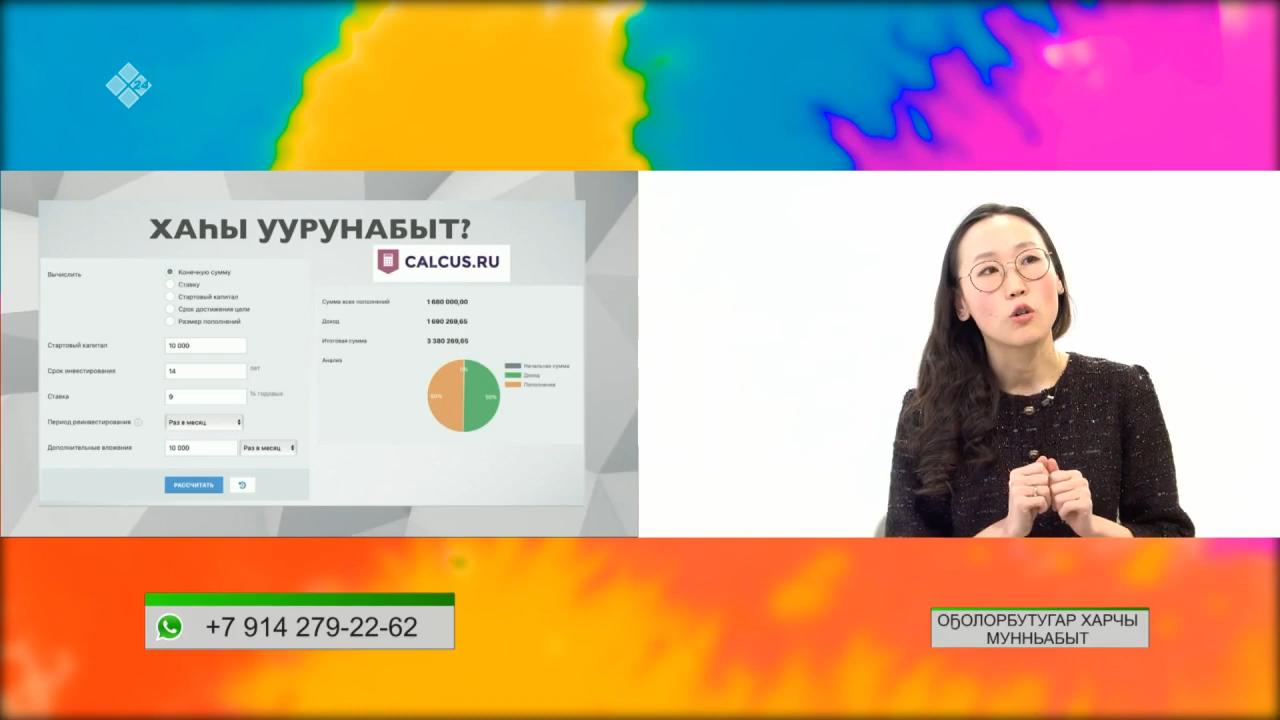 24
ХАҺЫ УУРУНАБЫТ?
CALCUS.RU
Вычислить
Конечную сумму
Ставку
Стартовый капитал
Срок достижения цели
Размер пополнений
Стартовый капитал
10 000
Срок инвестирования
14
лет
Ставка
9
% годовых
Период реинвестирования
Раз в месяц
Дополнительные вложения
10 000
Раз в месяц
РАССЧИТАТЬ
Сумма всех пополнений
1 680 000,00
Доход
1 690 269,65
Итоговая сумма
3 380 269,65
Анализ
0%
50%
50%
Начальная сумма
Доход
Пополнения
+7 914 279-22-62
ОҔОЛОРБУТУГАР ХАРЧЫ
МУННЬАБЫТ